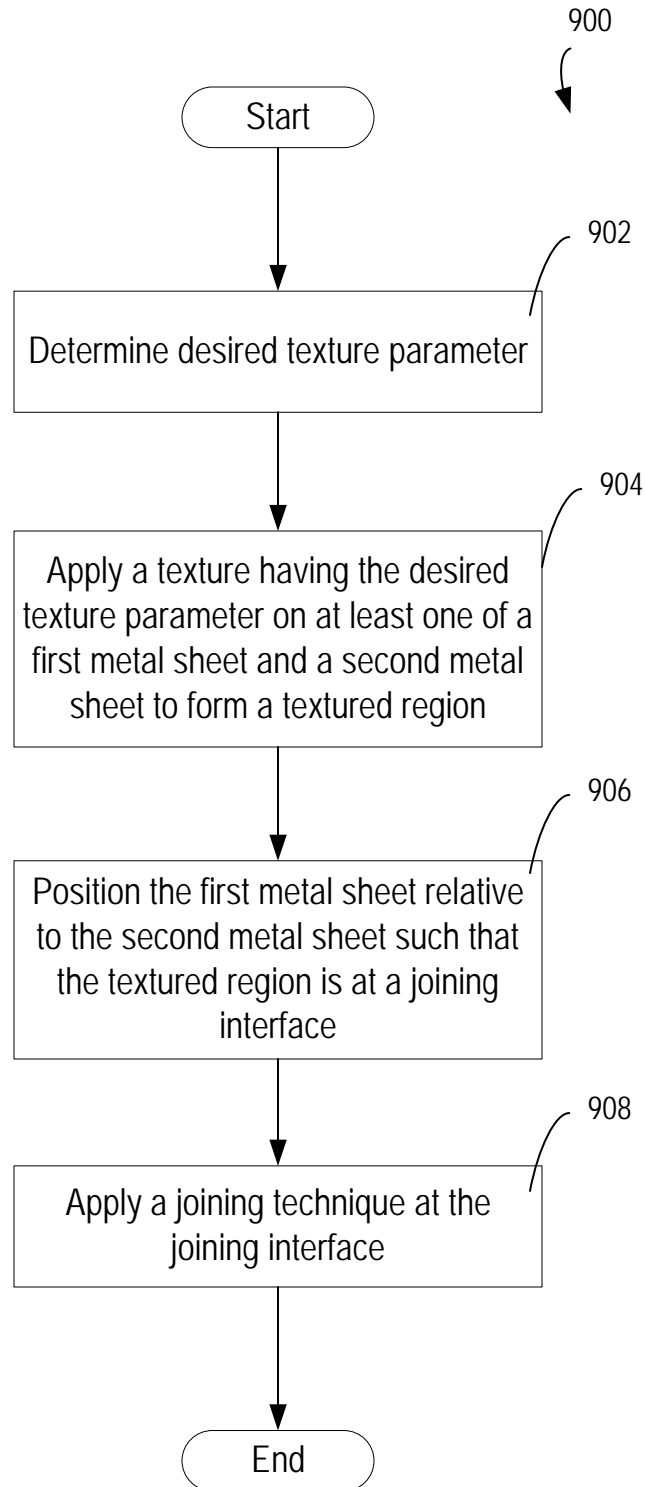 900
Start
902
Determine desired texture parameter
904
Apply a texture having the desired
texture parameter on at least one of a
first metal sheet and a second metal
sheet to form a textured region
906
Position the first metal sheet relative
to the second metal sheet such that
the textured region is at a joining
interface
908
Apply a joining technique at the
joining interface
End